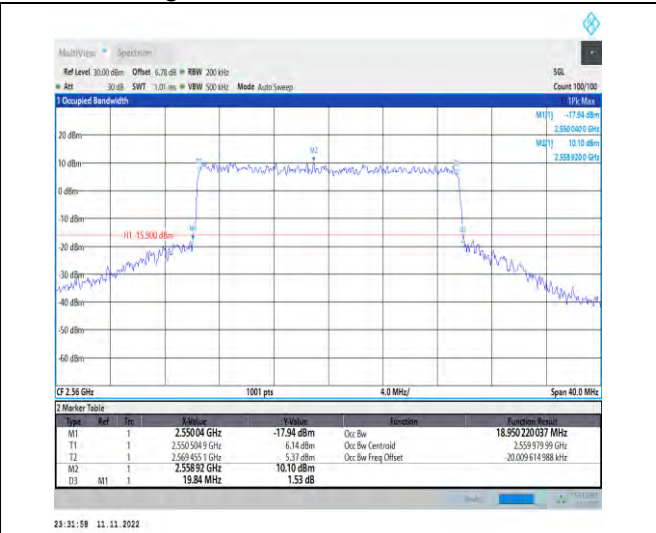 MultiView Spectrum
Ref Level 30.00 dBm Offset 6.78 dB RBW 200 kHz SGL
Att 30 dB SWT 1.01 ms VBW 500 kHz Mode Auto Sweep Count 100/100
1 Occupied Bandwidth 1Pk Max
M1[1] -17.94 dBm
2.550 040 0 GHz
M2[1] 10.10 dBm
2.558 920 0 GHz
20 dBm
10 dBm
0 dBm
-10 dBm
-20 dBm
-30 dBm
-40 dBm
-50 dBm
-60 dBm
M2
H1 -15.900 dBm
M1
CF 2.56 GHz 1001 pts 4.0 MHz/ Span 40.0 MHz
2 Marker Table
Type Ref Trc X-Value Y-Value Function Function Result
M1 1 2.550 04 GHz -17.94 dBm Occ Bw 18.950 220 037 MHz
T1 1 2.550 504 9 GHz 6.14 dBm Occ Bw Centroid 2.559 979 99 GHz
T2 1 2.569 455 1 GHz 5.37 dBm Occ Bw Freq Offset -20.009 614 988 kHz
M2 1 2.558 92 GHz 10.10 dBm
D3 M1 1 19.84 MHz 1.53 dB
23:31:58 11.11.2022